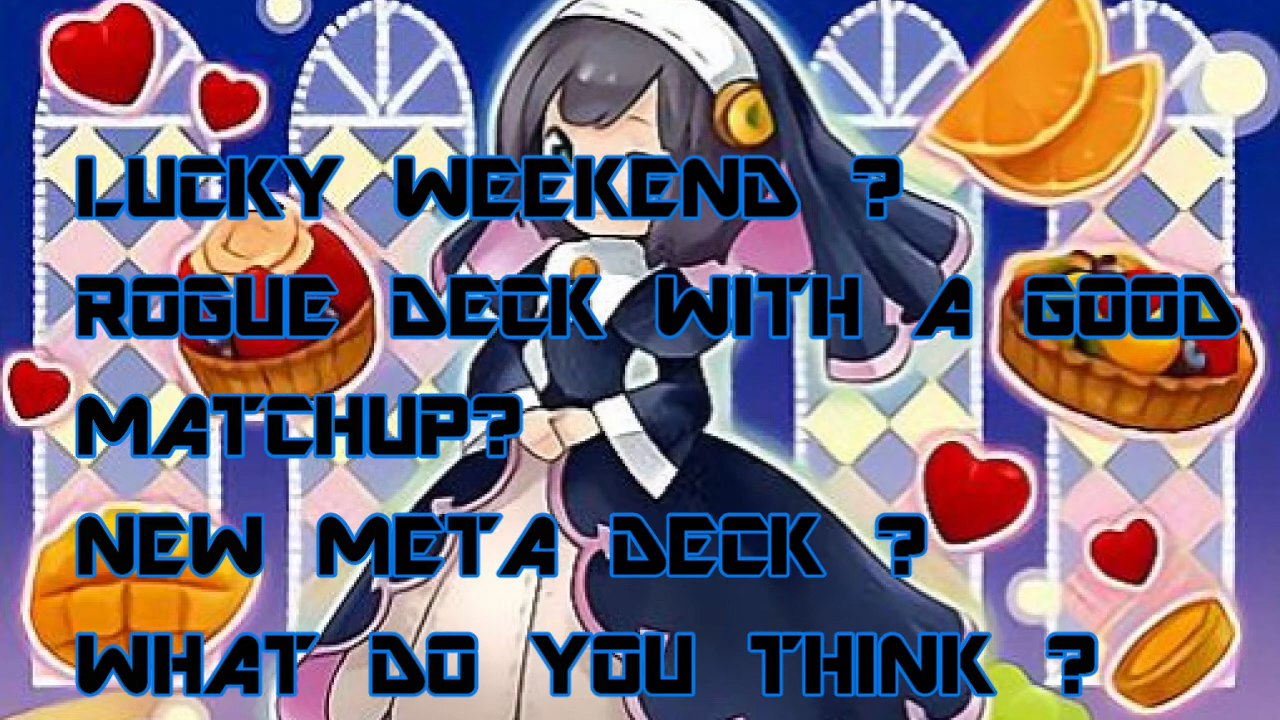 LUCKY WEEKEND ?
ROGUE DECK WITH A GOOD
MATCHUP?
NEW META DECK ?
WHAT DO YOU THINK ?